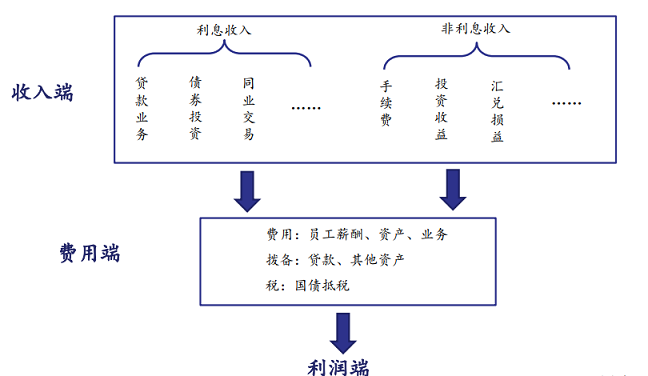 利息收入
非利息收入
收入端
贷款业务
债券投资
同业交易
......
手续费
投资收益
汇兑损益
......
费用端
费用：员工薪酬、资产、业务
拨备：贷款、其他资产
税：国债抵税
利润端